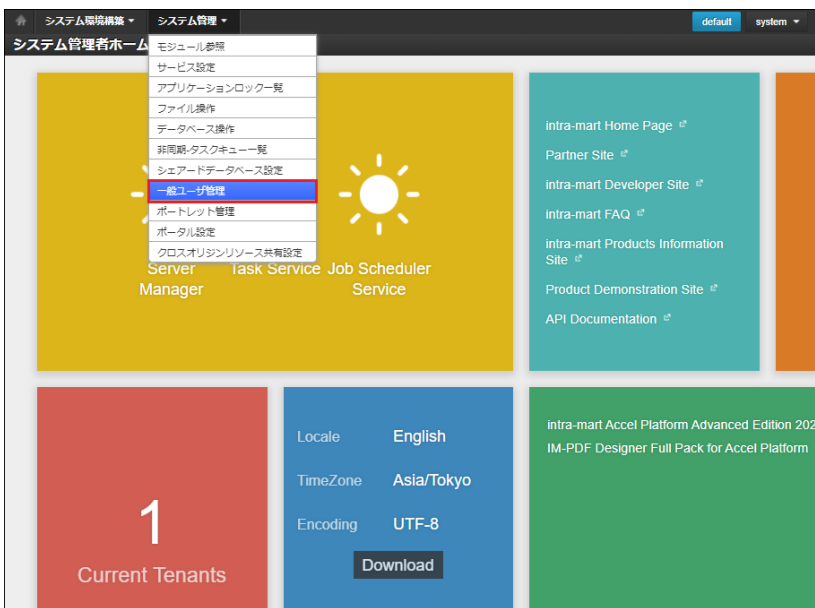 システム環境構築 システム管理 default system
システム管理者ホーム
モジュール参照
サービス設定
アプリケーションロック一覧
ファイル操作
データベース操作
非同期-タスクキュー一覧
シェアードデータベース設定
一般ユーザ管理
ポートレット管理
ポータル設定
クロスオリジンリソース共有設定
Server
Manager
Task Service
Job Scheduler
Service
intra-mart Home Page
Partner Site
intra-mart Developer Site
intra-mart FAQ
intra-mart Products Information
Site
Product Demonstration Site
API Documentation
1
Current Tenants
Locale English
TimeZone Asia/Tokyo
Encoding UTF-8
Download
intra-mart Accel Platform Advanced Edition 202
IM-PDF Designer Full Pack for Accel Platform